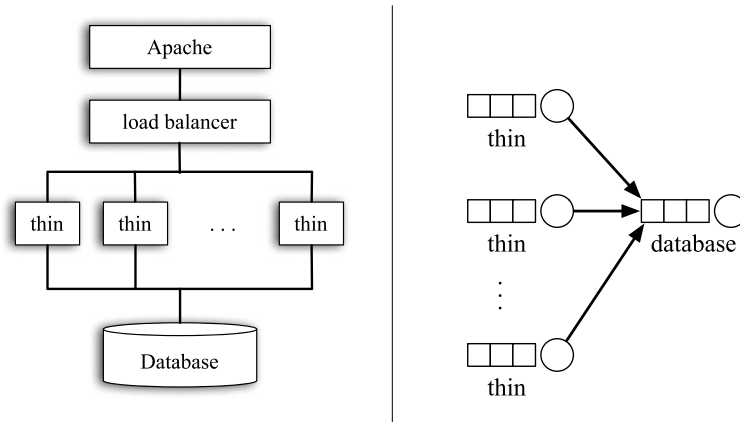 Apache
load balancer
thin
thin
. . .
thin
Database
thin
thin
database
thin